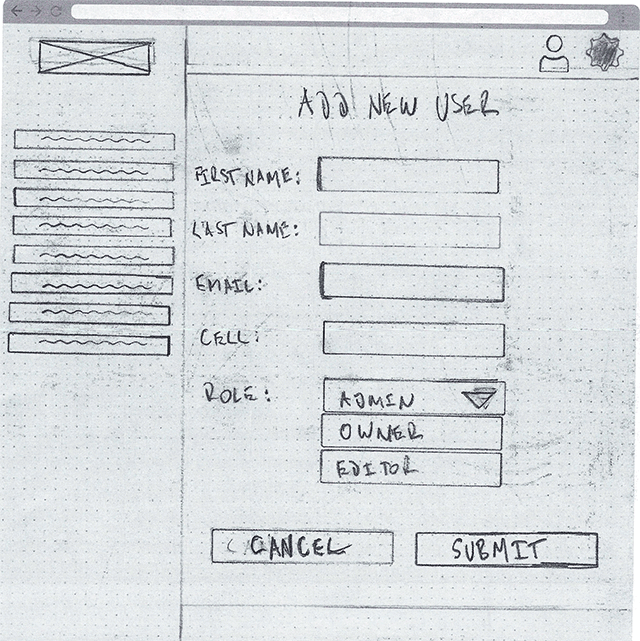 ADD NEW USER
FIRST NAME:
LAST NAME:
EMAIL:
CELL:
ROLE:
ADMIN
OWNER
EDITOR
CANCEL
SUBMIT